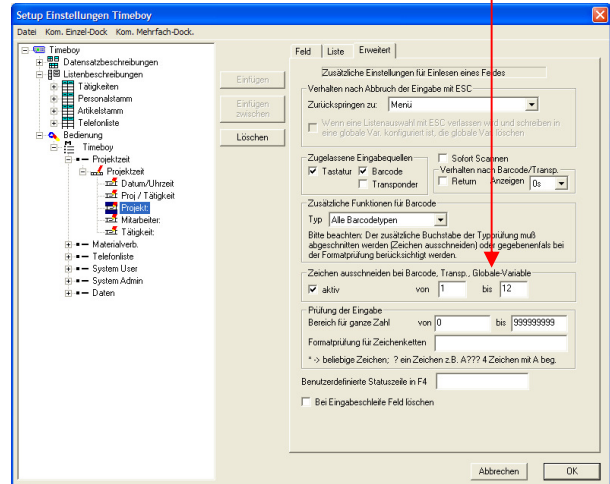 Setup Einstellungen Timeboy
Datei Kom. Einzel-Dock Kom. Mehrfach-Dock.
Timeboy
Datensatzbeschreibungen
Listenbeschreibungen
Tätigkeiten
Personalstamm
Artikelstamm
Telefonliste
Bedienung
Timeboy
Projektzeit
Projektzeit
Datum/Uhrzeit
Proj / Tätigkeit
Projekt:
Mitarbeiter:
Tätigkeit:
Materialverb.
Telefonliste
System User
System Admin
Daten
Einfügen
Einfügen
zwischen
Löschen
Feld Liste Erweitert
Zusätzliche Einstellungen für Einlesen eines Feldes
Verhalten nach Abbruch der Eingabe mit ESC
Zurückspringen zu: Menü
Wenn eine Listenauswahl mit ESC verlassen wird und schreiben in
eine globale Var. konfiguriert ist, die globale Var. löschen
Zugelassene Eingabequellen
Tastatur Barcode
Transponder
Sofort Scannen
Verhalten nach Barcode/Transp.
Return Anzeigen 0s
Zusätzliche Funktionen für Barcode
Typ Alle Barcodetypen
Bitte beachten: Der zusätzliche Buchstabe der Typprüfung muß
abgeschnitten werden (Zeichen ausschneiden) oder gegebenenfals bei
der Formatprüfung berücksichtigt werden.
Zeichen ausschneiden bei Barcode, Transp., Globale-Variable
aktiv von 1 bis 12
Prüfung der Eingabe
Bereich für ganze Zahl von 0 bis 999999999
Formatprüfung für Zeichenketten
* -> beliebige Zeichen; ? ein Zeichen z.B. A??? 4 Zeichen mit A beg.
Benutzerdefinierte Statuszeile in F4
Bei Eingabeschleife Feld löschen
Abbrechen OK